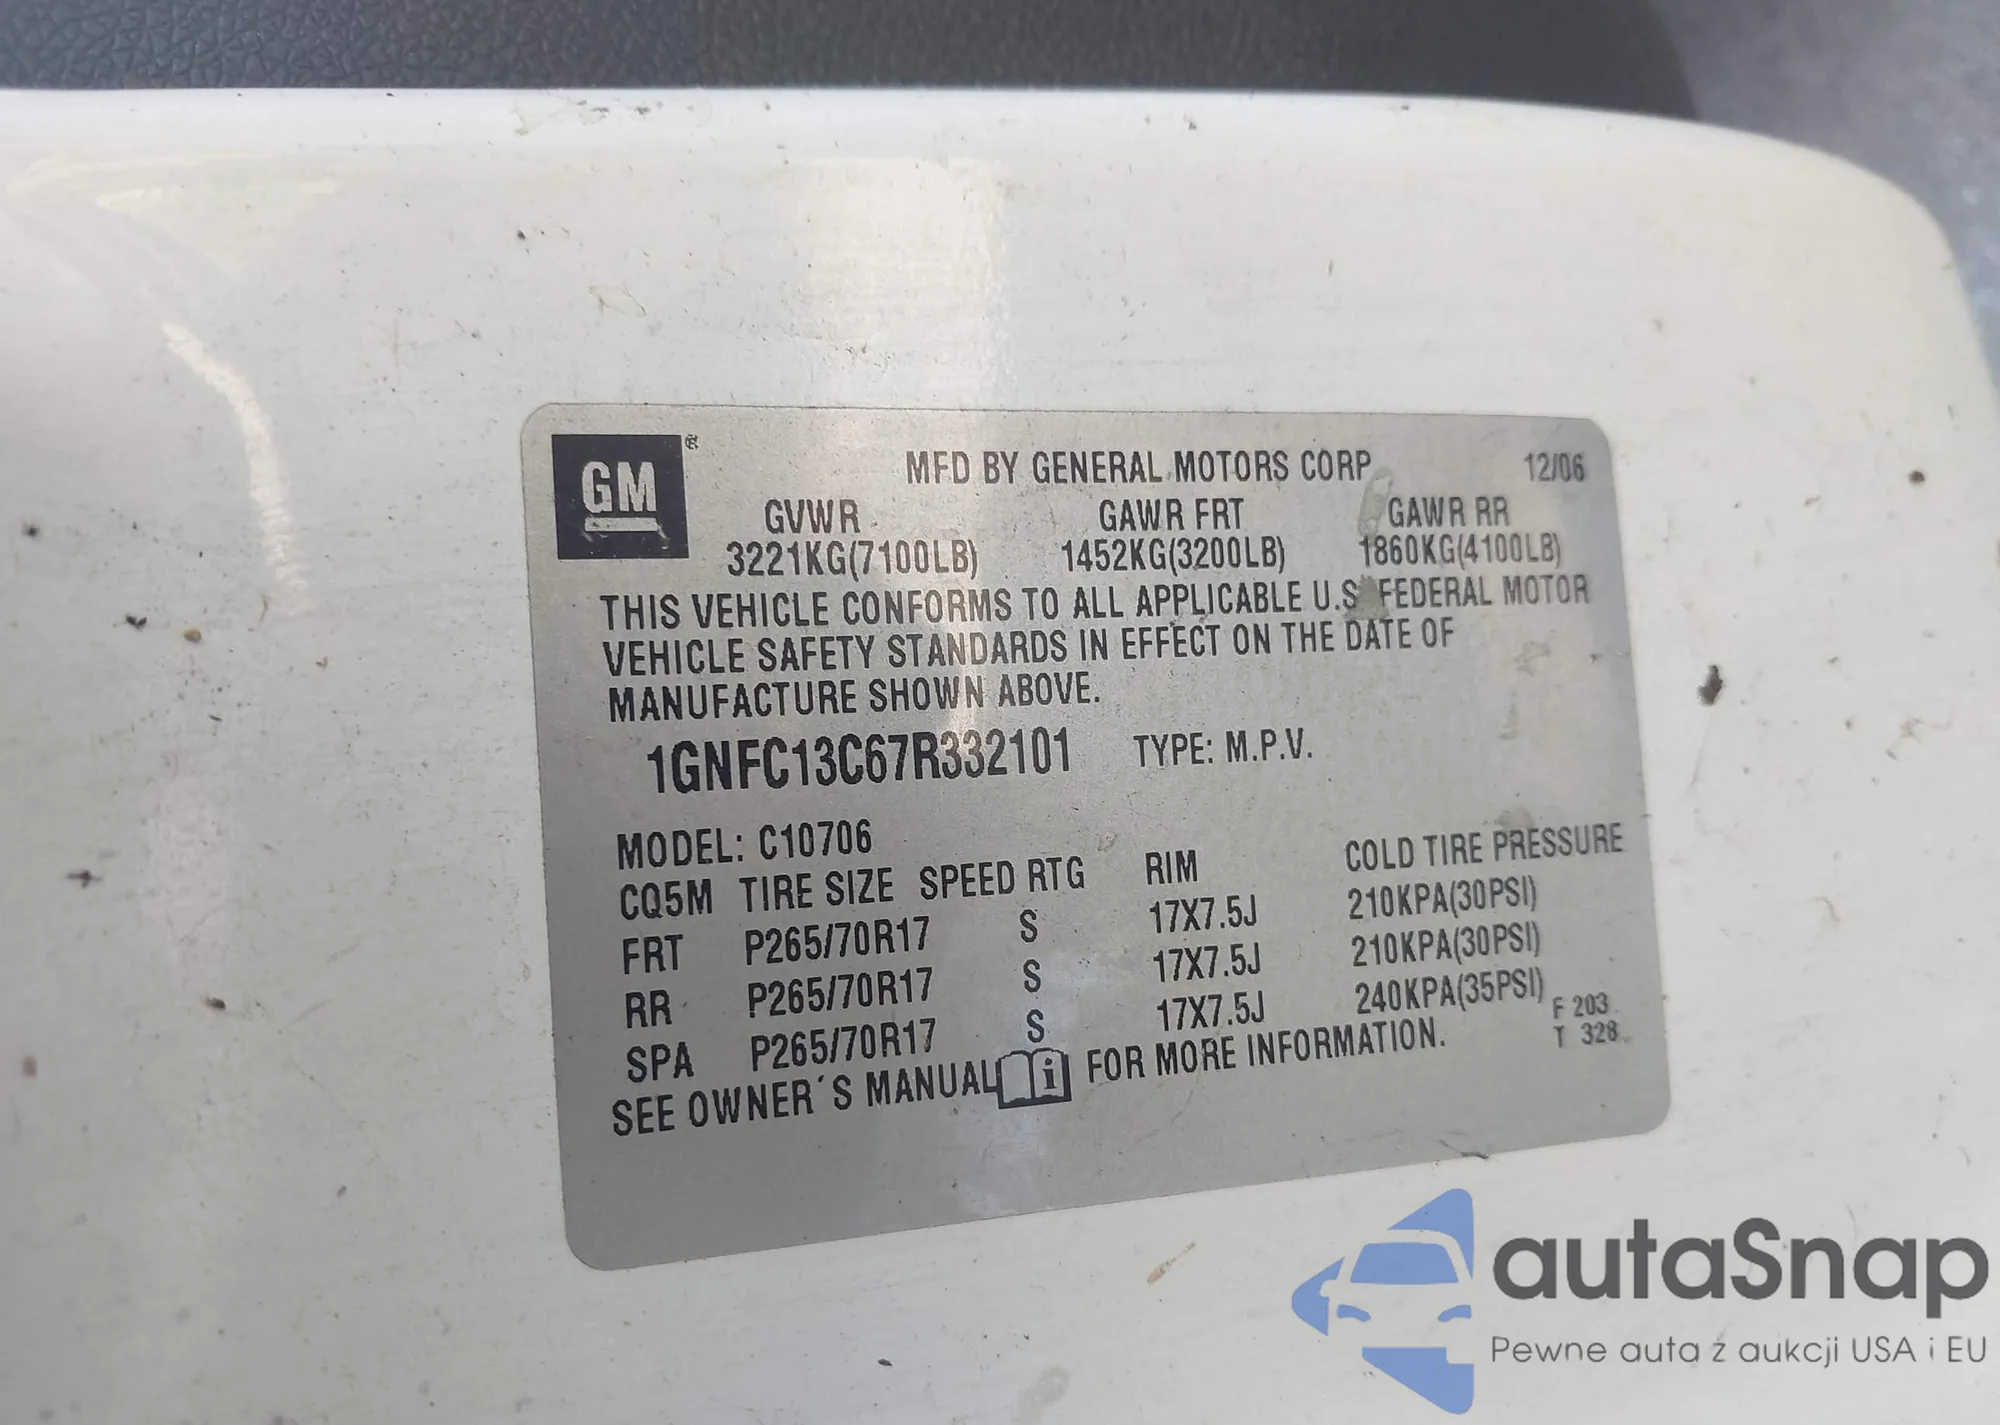 GM®
MFD BY GENERAL MOTORS CORP 12/06
GVWR GAWR FRT GAWR RR
3221KG(7100LB) 1452KG(3200LB) 1860KG(4100LB)
THIS VEHICLE CONFORMS TO ALL APPLICABLE U.S FEDERAL MOTOR
VEHICLE SAFETY STANDARDS IN EFFECT ON THE DATE OF
MANUFACTURE SHOWN ABOVE.
1GNFC13C67R332101 TYPE: M.P.V.
MODEL: C10706
CQ5M TIRE SIZE SPEED RTG RIM COLD TIRE PRESSURE
FRT P265/70R17 S 17X7.5J 210KPA(30PSI)
RR P265/70R17 S 17X7.5J 210KPA(30PSI)
SPA P265/70R17 S 17X7.5J 240KPA(35PSI)
SEE OWNER´S MANUAL i FOR MORE INFORMATION.
F 203
T 328
autaSnap
Pewne auta z aukcji USA i EU